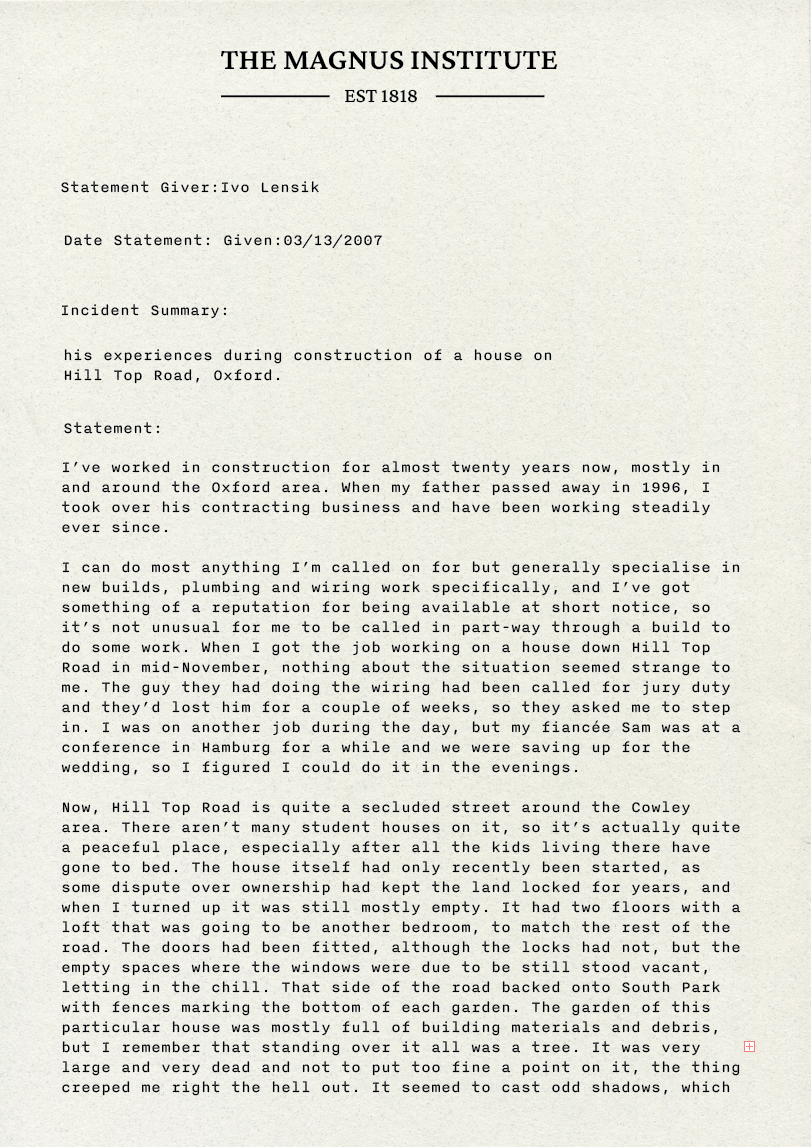 THE MAGNUS INSTITUTE
EST 1818
Statement Giver:Ivo Lensik
Date Statement: Given:03/13/2007
Incident Summary:
his experiences during construction of a house on
Hill Top Road, Oxford.
Statement:
I’ve worked in construction for almost twenty years now, mostly in
and around the Oxford area. When my father passed away in 1996, I
took over his contracting business and have been working steadily
ever since.
I can do most anything I’m called on for but generally specialise in
new builds, plumbing and wiring work specifically, and I’ve got
something of a reputation for being available at short notice, so
it’s not unusual for me to be called in part-way through a build to
do some work. When I got the job working on a house down Hill Top
Road in mid-November, nothing about the situation seemed strange to
me. The guy they had doing the wiring had been called for jury duty
and they’d lost him for a couple of weeks, so they asked me to step
in. I was on another job during the day, but my fiancée Sam was at a
conference in Hamburg for a while and we were saving up for the
wedding, so I figured I could do it in the evenings.
Now, Hill Top Road is quite a secluded street around the Cowley
area. There aren’t many student houses on it, so it’s actually quite
a peaceful place, especially after all the kids living there have
gone to bed. The house itself had only recently been started, as
some dispute over ownership had kept the land locked for years, and
when I turned up it was still mostly empty. It had two floors with a
loft that was going to be another bedroom, to match the rest of the
road. The doors had been fitted, although the locks had not, but the
empty spaces where the windows were due to be still stood vacant,
letting in the chill. That side of the road backed onto South Park
with fences marking the bottom of each garden. The garden of this
particular house was mostly full of building materials and debris,
but I remember that standing over it all was a tree. It was very
large and very dead and not to put too fine a point on it, the thing
creeped me right the hell out. It seemed to cast odd shadows, which